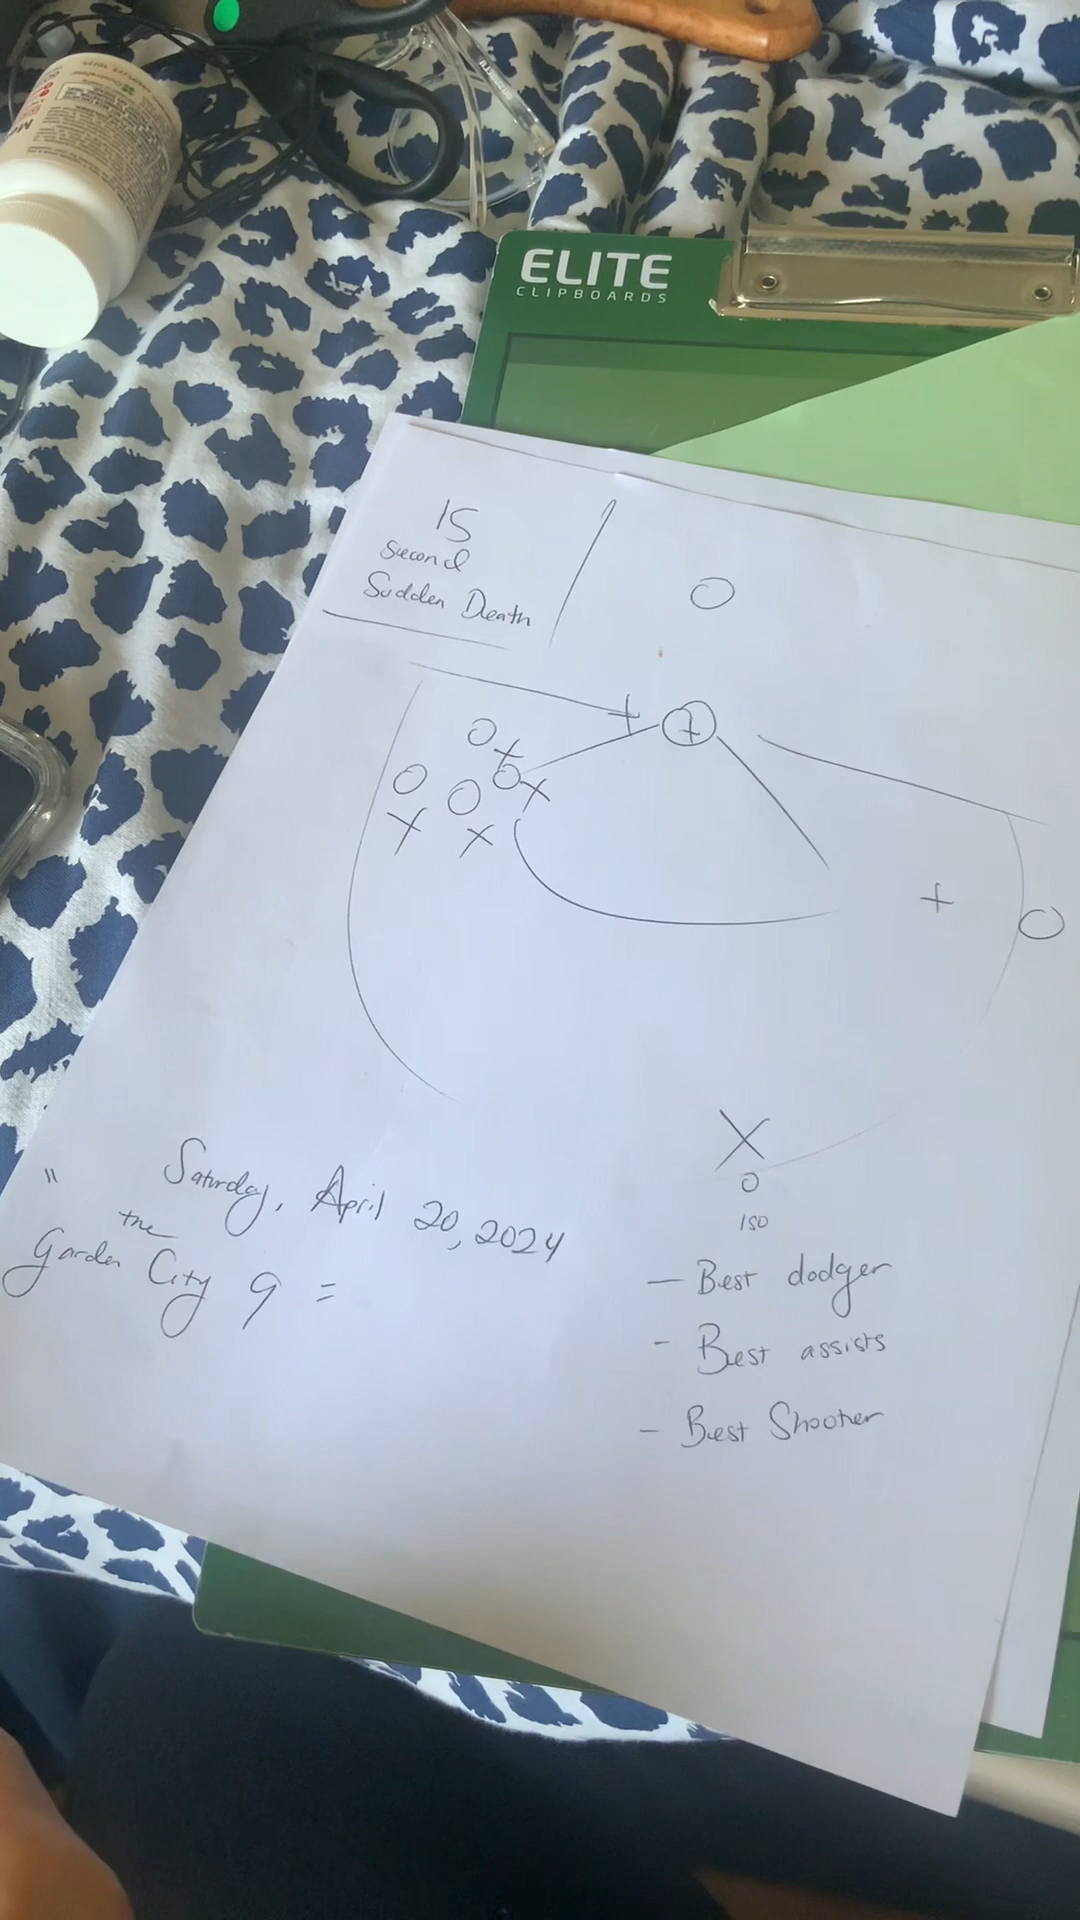 ELITE
CLIPBOARDS
15
second
Sudden Death
ISO
— Best dodger
- Best assists
- Best Shooter
" Saturday, April 20, 2024
the
Garden City 9 =